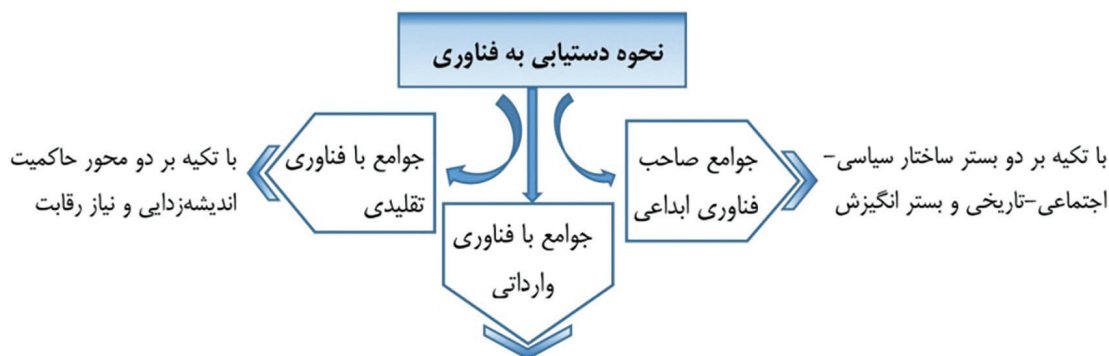 نحوه دستیابی به فناوری
جوامع صاحب
فناوری ابداعی
با تکیه بر دو بستر ساختار سیاسی-
اجتماعی-تاریخی و بستر انگیزش
جوامع با فناوری
وارداتی
جوامع با فناوری
تقلیدی
با تکیه بر دو محور حاکمیت
اندیشه‌زدایی و نیاز رقابت